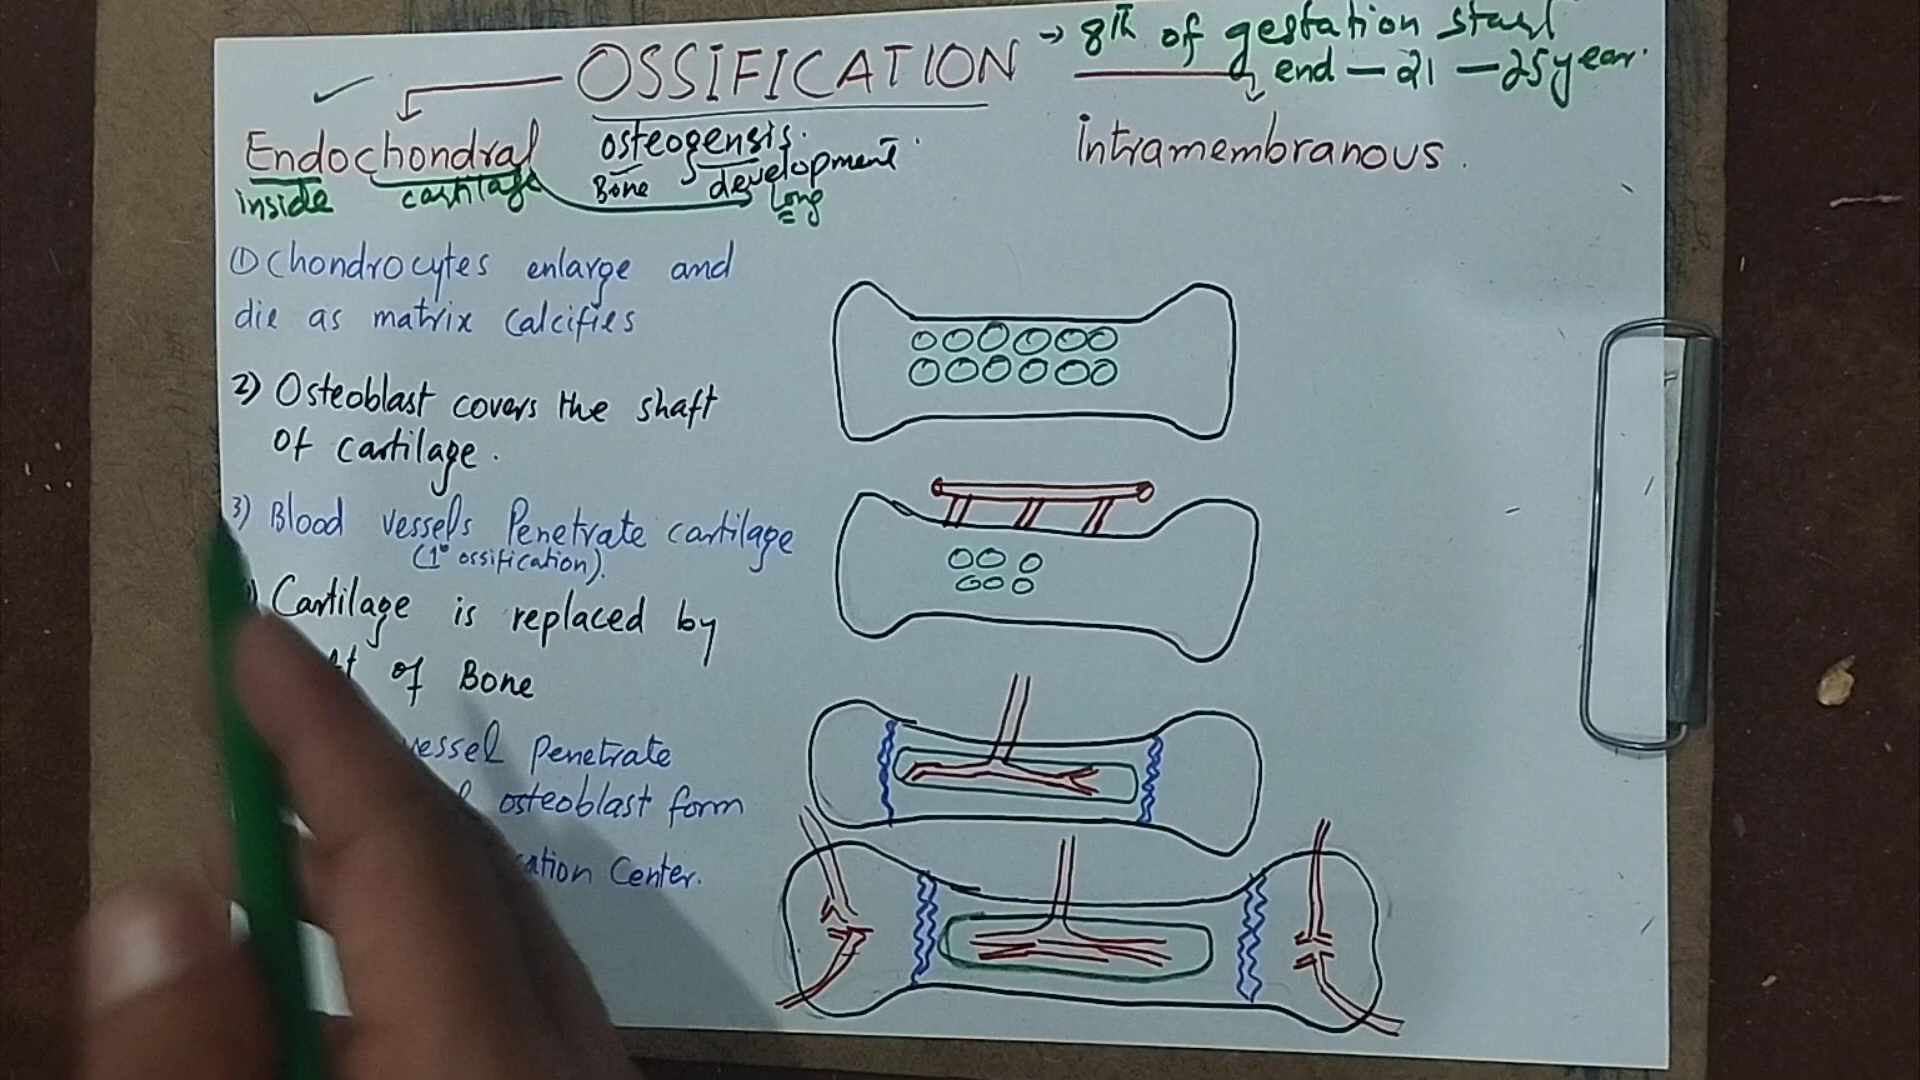 OSSIFICATION → 8th of gestation start
end — 21 — 25 year.
Endochondral
inside cartilage long
osteogensis.
Bone development
intramembranous.
① Chondrocytes enlarge and
die as matrix calcifies
2) Osteoblast covers the shaft
of cartilage.
3) Blood vessels Penetrate cartilage
(1° ossification).
Cartilage is replaced by
of Bone
vessel penetrate
osteoblast form
Center.